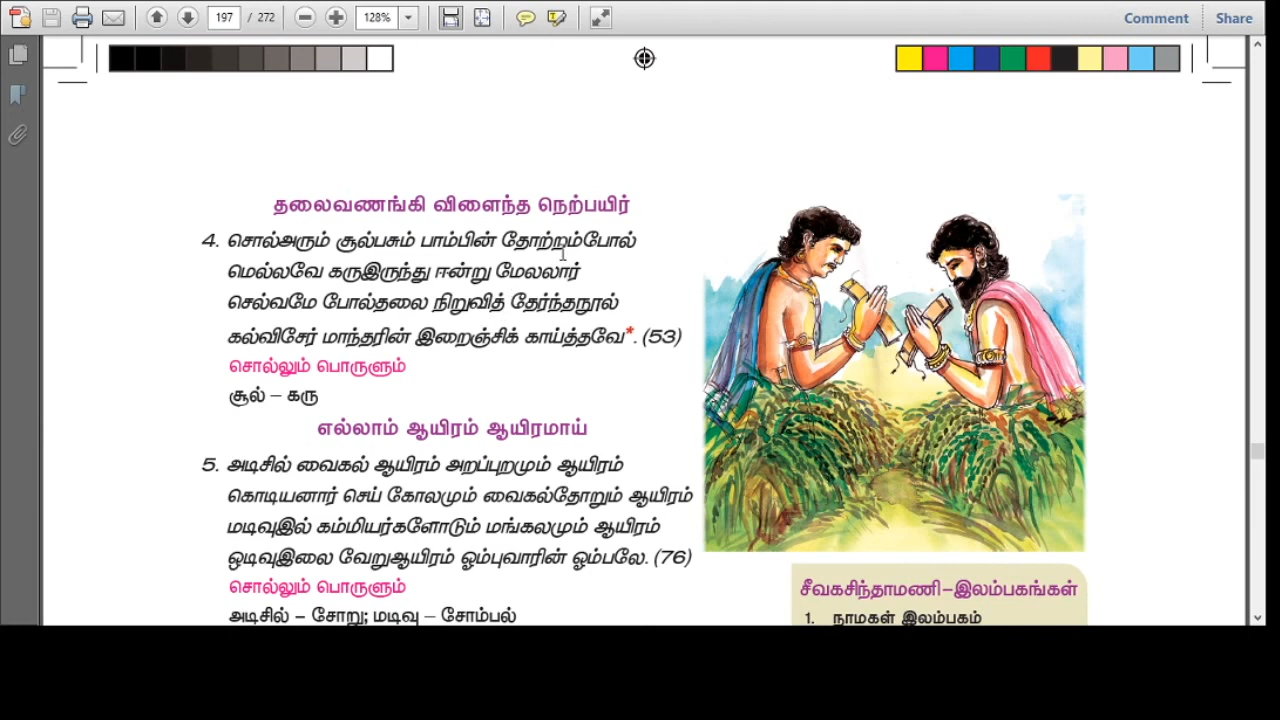 197 / 272
128%
Comment
Share
தலைவணங்கி விளைந்த நெற்பயிர்
4. சொல்அரும் சூல்பசும் பாம்பின் தோற்றம்போல்
மெல்லவே கருஇருந்து ஈன்று மேலலார்
செல்வமே போல்தலை நிறுவித் தேர்ந்தநூல்
கல்விசேர் மாந்தரின் இறைஞ்சிக் காய்த்தவே*. (53)
சொல்லும் பொருளும்
சூல் – கரு
எல்லாம் ஆயிரம் ஆயிரமாய்
5. அடிசில் வைகல் ஆயிரம் அறப்புறமும் ஆயிரம்
கொடியனார் செய் கோலமும் வைகல்தோறும் ஆயிரம்
மடிவுஇல் கம்மியர்களோடும் மங்கலமும் ஆயிரம்
ஒடிவுஇலை வேறுஆயிரம் ஓம்புவாரின் ஓம்பலே. (76)
சொல்லும் பொருளும்
அடிசில் – சோறு; மடிவு – சோம்பல்
சீவகசிந்தாமணி–இலம்பகங்கள்
1. நாமகள் இலம்பகம்